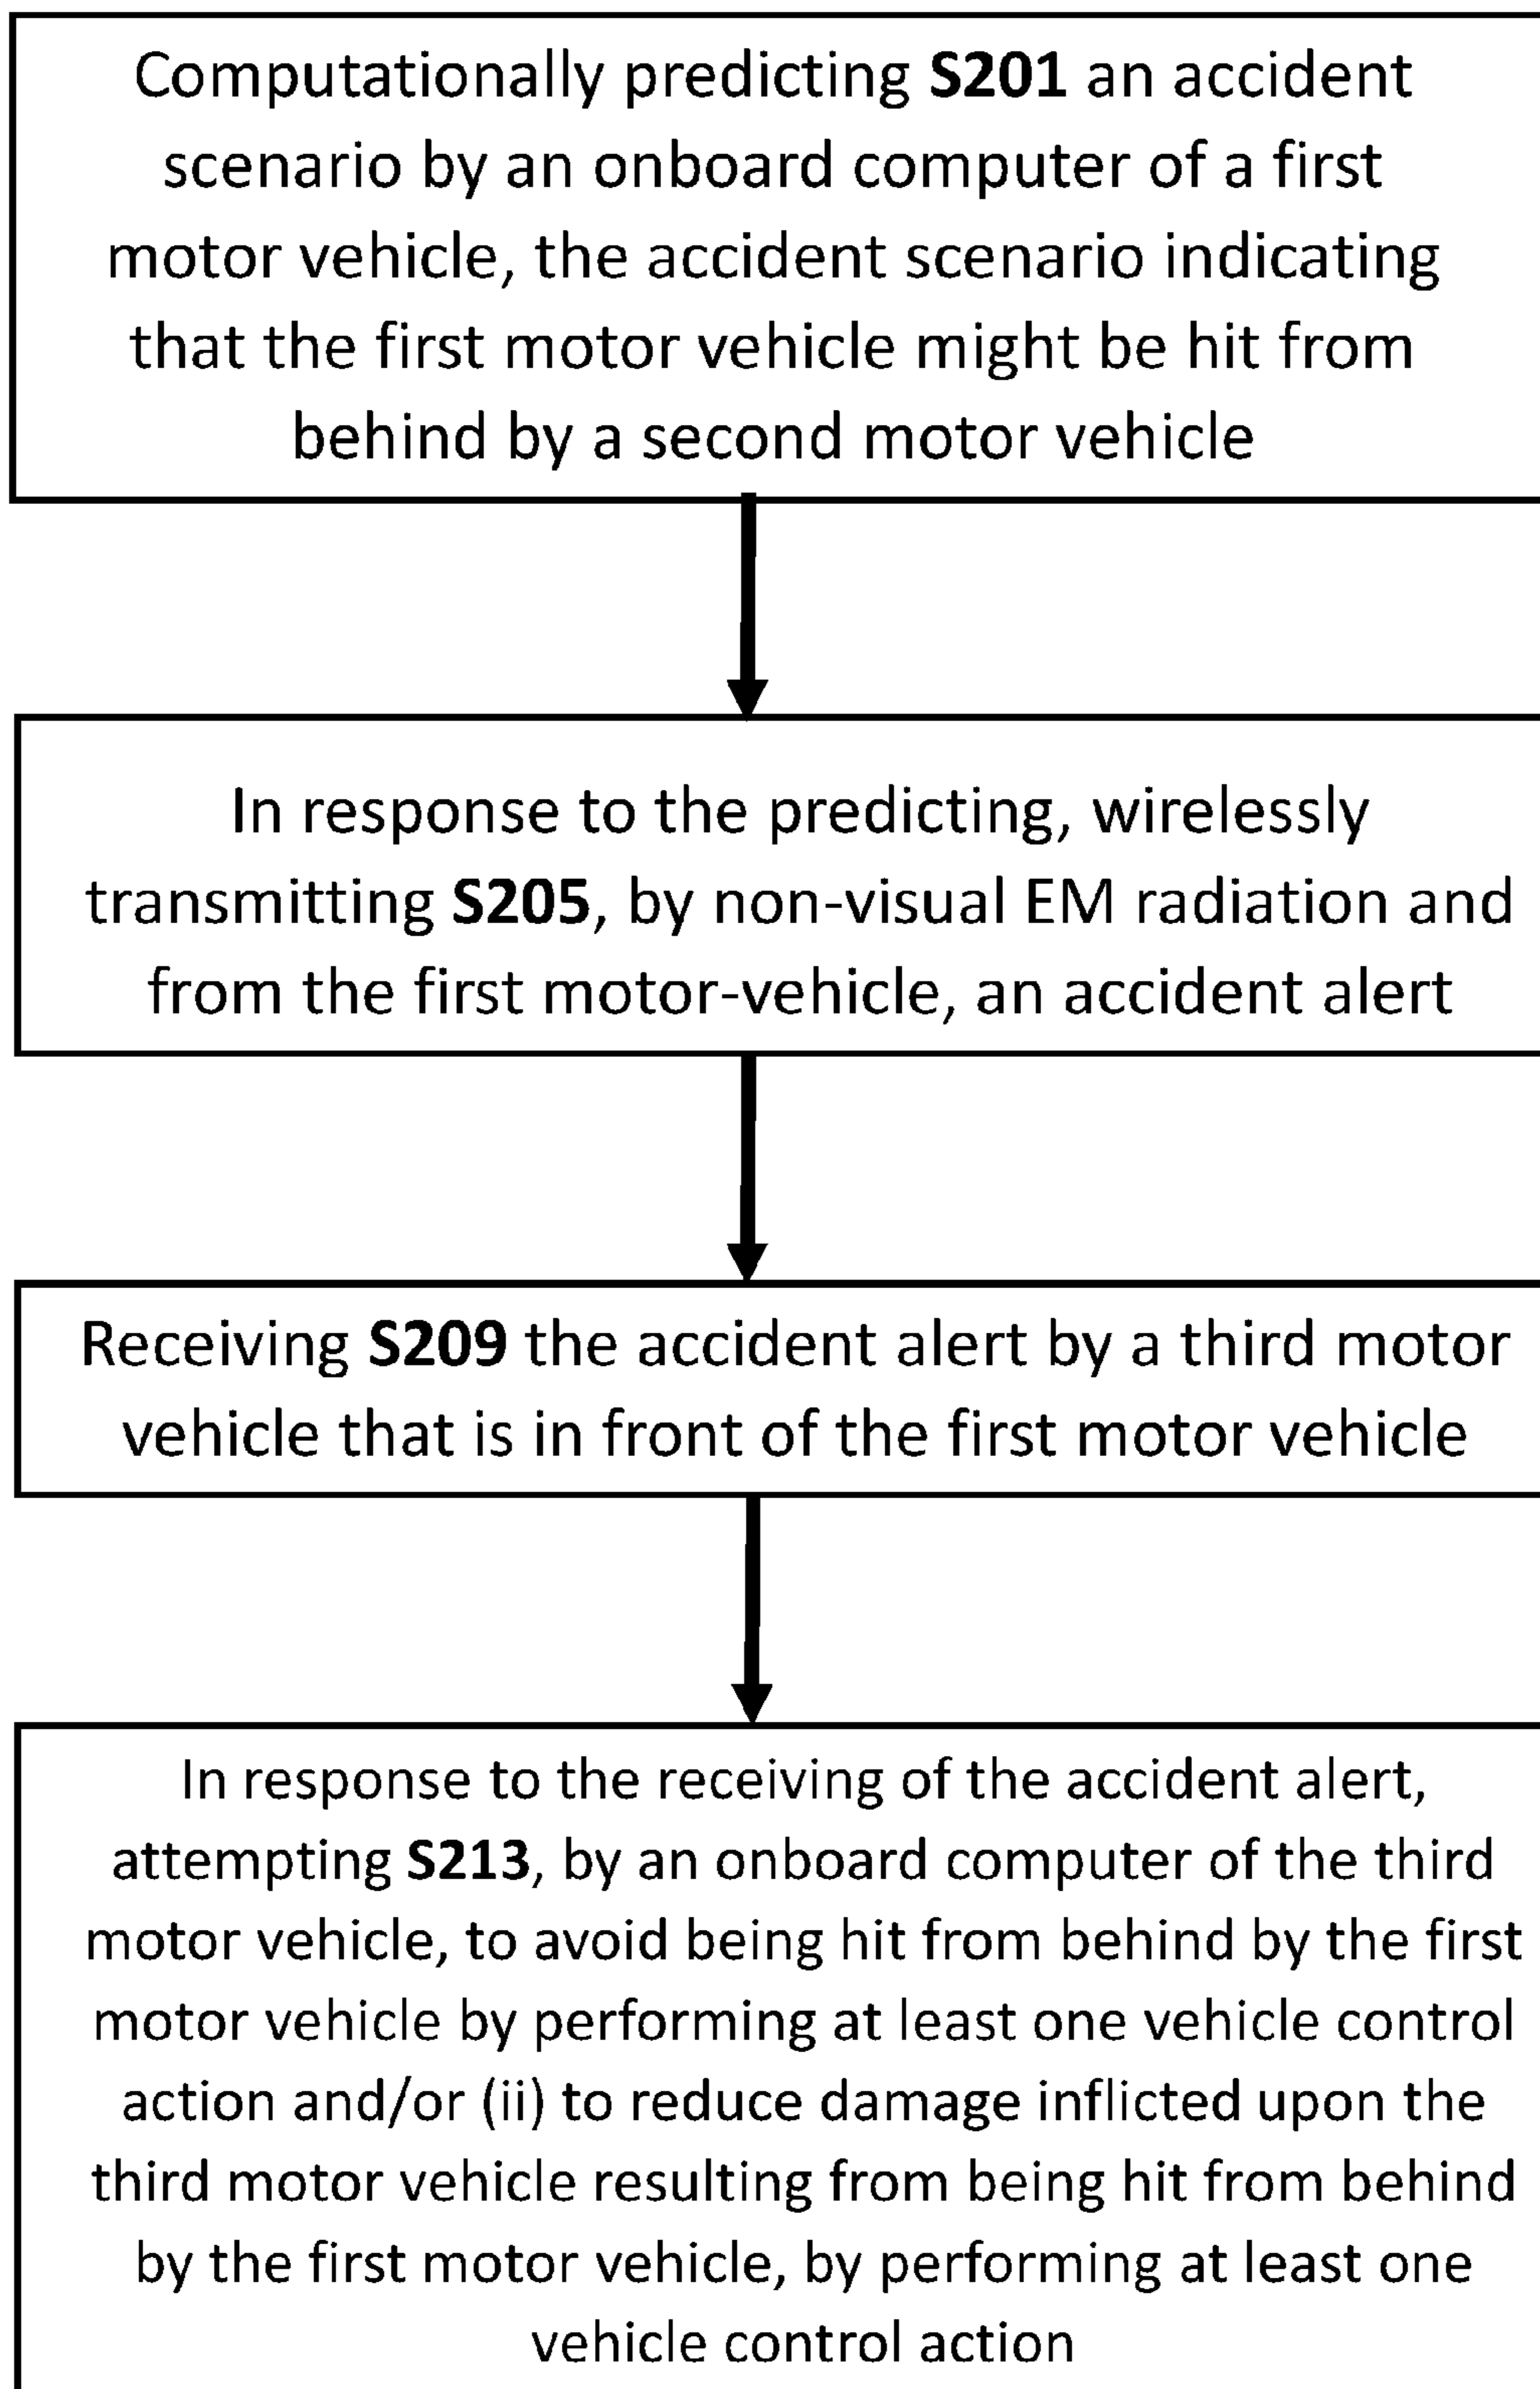 Computationally predicting S201 an accident
scenario by an onboard computer of a first
motor vehicle, the accident scenario indicating
that the first motor vehicle might be hit from
behind by a second motor vehicle
In response to the predicting, wirelessly
transmitting S205, by non-visual EM radiation and
from the first motor-vehicle, an accident alert
Receiving S209 the accident alert by a third motor
vehicle that is in front of the first motor vehicle
In response to the receiving of the accident alert,
attempting S213, by an onboard computer of the third
motor vehicle, to avoid being hit from behind by the first
motor vehicle by performing at least one vehicle control
action and/or (ii) to reduce damage inflicted upon the
third motor vehicle resulting from being hit from behind
by the first motor vehicle, by performing at least one
vehicle control action